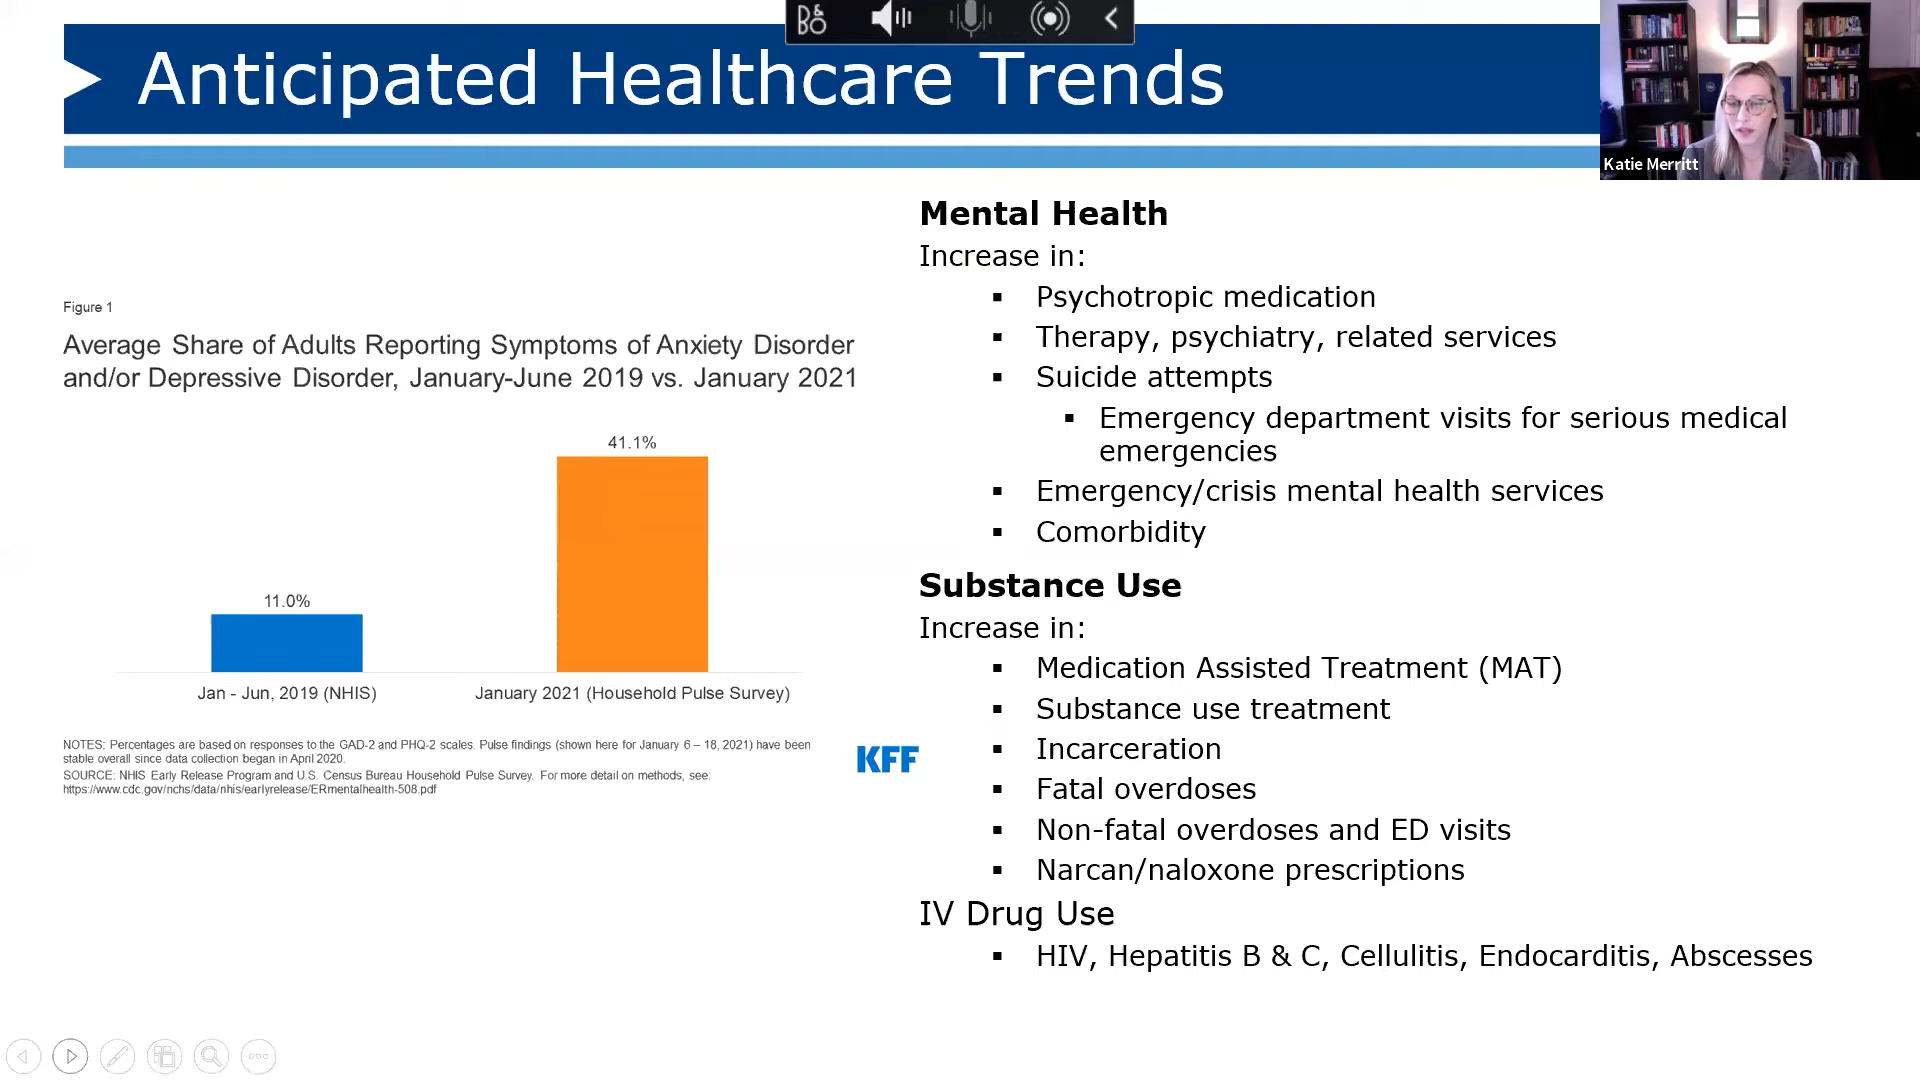 B&O
Anticipated Healthcare Trends
Katie Merritt
Figure 1
Average Share of Adults Reporting Symptoms of Anxiety Disorder
and/or Depressive Disorder, January-June 2019 vs. January 2021
41.1%
11.0%
Jan - Jun, 2019 (NHIS)
January 2021 (Household Pulse Survey)
NOTES: Percentages are based on responses to the GAD-2 and PHQ-2 scales. Pulse findings (shown here for January 6 – 18, 2021) have been
stable overall since data collection began in April 2020.
SOURCE: NHIS Early Release Program and U.S. Census Bureau Household Pulse Survey. For more detail on methods, see:
https://www.cdc.gov/nchs/data/nhis/earlyrelease/ERmentalhealth-508.pdf
KFF
Mental Health
Increase in:
▪ Psychotropic medication
▪ Therapy, psychiatry, related services
▪ Suicide attempts
▪ Emergency department visits for serious medical
emergencies
▪ Emergency/crisis mental health services
▪ Comorbidity
Substance Use
Increase in:
▪ Medication Assisted Treatment (MAT)
▪ Substance use treatment
▪ Incarceration
▪ Fatal overdoses
▪ Non-fatal overdoses and ED visits
▪ Narcan/naloxone prescriptions
IV Drug Use
▪ HIV, Hepatitis B & C, Cellulitis, Endocarditis, Abscesses